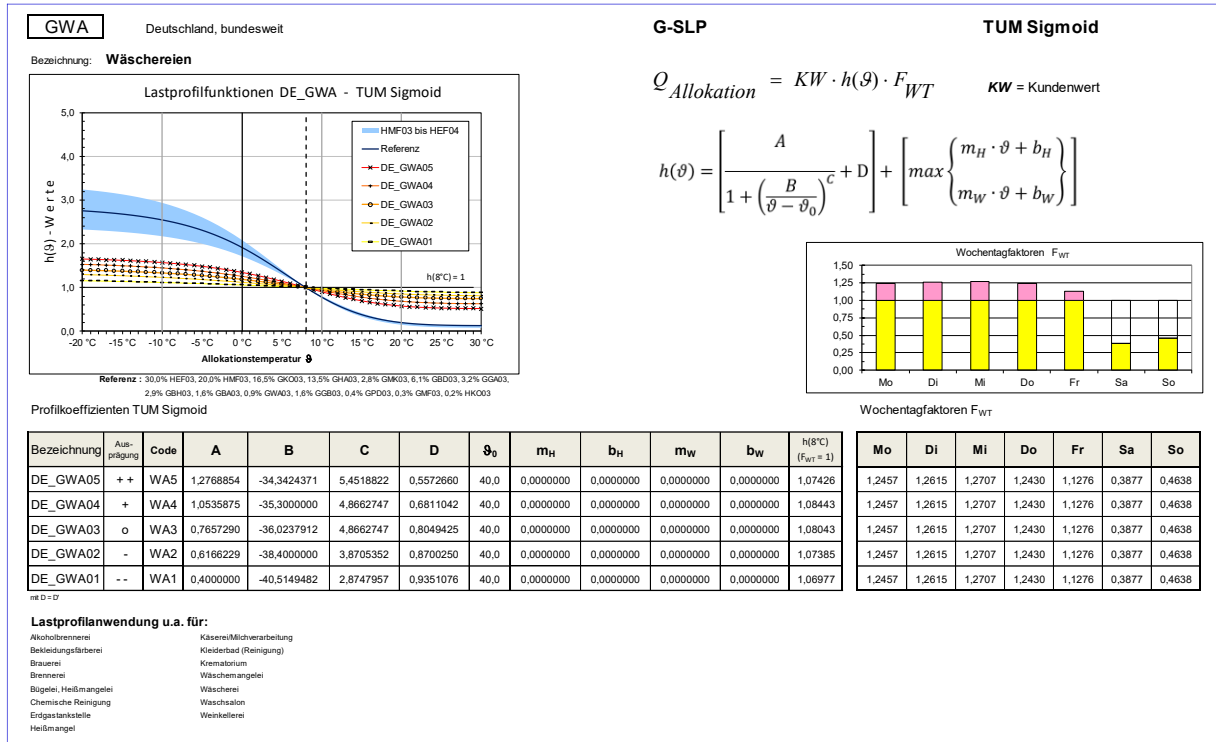 GWA
Deutschland, bundesweit
G-SLP
TUM Sigmoid
Bezeichnung: Wäschereien
Q Allokation = KW · h(ϑ) · F WT
KW = Kundenwert
h(ϑ) = [ A / (1 + (B / (ϑ − ϑ0))^C) + D ] + [ max { mH · ϑ + bH ; mW · ϑ + bW } ]
Lastprofilfunktionen DE_GWA - TUM Sigmoid
h(ϑ) - Werte
5,0
4,0
3,0
2,0
1,0
0,0
HMF03 bis HEF04
Referenz
DE_GWA05
DE_GWA04
DE_GWA03
DE_GWA02
DE_GWA01
h(8°C) = 1
-20 °C -15 °C -10 °C -5 °C 0 °C 5 °C 10 °C 15 °C 20 °C 25 °C 30 °C
Allokationstemperatur ϑ
Referenz : 30,0% HEF03, 20,0% HMF03, 16,5% GKO03, 13,5% GHA03, 2,8% GMK03, 6,1% GBD03, 3,2% GGA03,
2,9% GBH03, 1,6% GBA03, 0,9% GWA03, 1,6% GGB03, 0,4% GPD03, 0,3% GMF03, 0,2% HKO03
Wochentagfaktoren FWT
1,50
1,25
1,00
0,75
0,50
0,25
0,00
Mo Di Mi Do Fr Sa So
Profilkoeffizienten TUM Sigmoid
Wochentagfaktoren FWT
Bezeichnung Aus-prägung Code A B C D ϑ0 mH bH mW bW h(8°C) (FWT = 1) Mo Di Mi Do Fr Sa So
DE_GWA05 + + WA5 1,2768854 -34,3424371 5,4518822 0,5572660 40,0 0,0000000 0,0000000 0,0000000 0,0000000 1,07426 1,2457 1,2615 1,2707 1,2430 1,1276 0,3877 0,4638
DE_GWA04 + WA4 1,0535875 -35,3000000 4,8662747 0,6811042 40,0 0,0000000 0,0000000 0,0000000 0,0000000 1,08443 1,2457 1,2615 1,2707 1,2430 1,1276 0,3877 0,4638
DE_GWA03 o WA3 0,7657290 -36,0237912 4,8662747 0,8049425 40,0 0,0000000 0,0000000 0,0000000 0,0000000 1,08043 1,2457 1,2615 1,2707 1,2430 1,1276 0,3877 0,4638
DE_GWA02 - WA2 0,6166229 -38,4000000 3,8705352 0,8700250 40,0 0,0000000 0,0000000 0,0000000 0,0000000 1,07385 1,2457 1,2615 1,2707 1,2430 1,1276 0,3877 0,4638
DE_GWA01 - - WA1 0,4000000 -40,5149482 2,8747957 0,9351076 40,0 0,0000000 0,0000000 0,0000000 0,0000000 1,06977 1,2457 1,2615 1,2707 1,2430 1,1276 0,3877 0,4638
mit D = D'
Lastprofilanwendung u.a. für:
Alkoholbrennerei
Bekleidungsfärberei
Brauerei
Brennerei
Bügelei, Heißmangelei
Chemische Reinigung
Erdgastankstelle
Heißmangel
Käserei/Milchverarbeitung
Kleiderbad (Reinigung)
Krematorium
Wäschemangelei
Wäscherei
Waschsalon
Weinkellerei